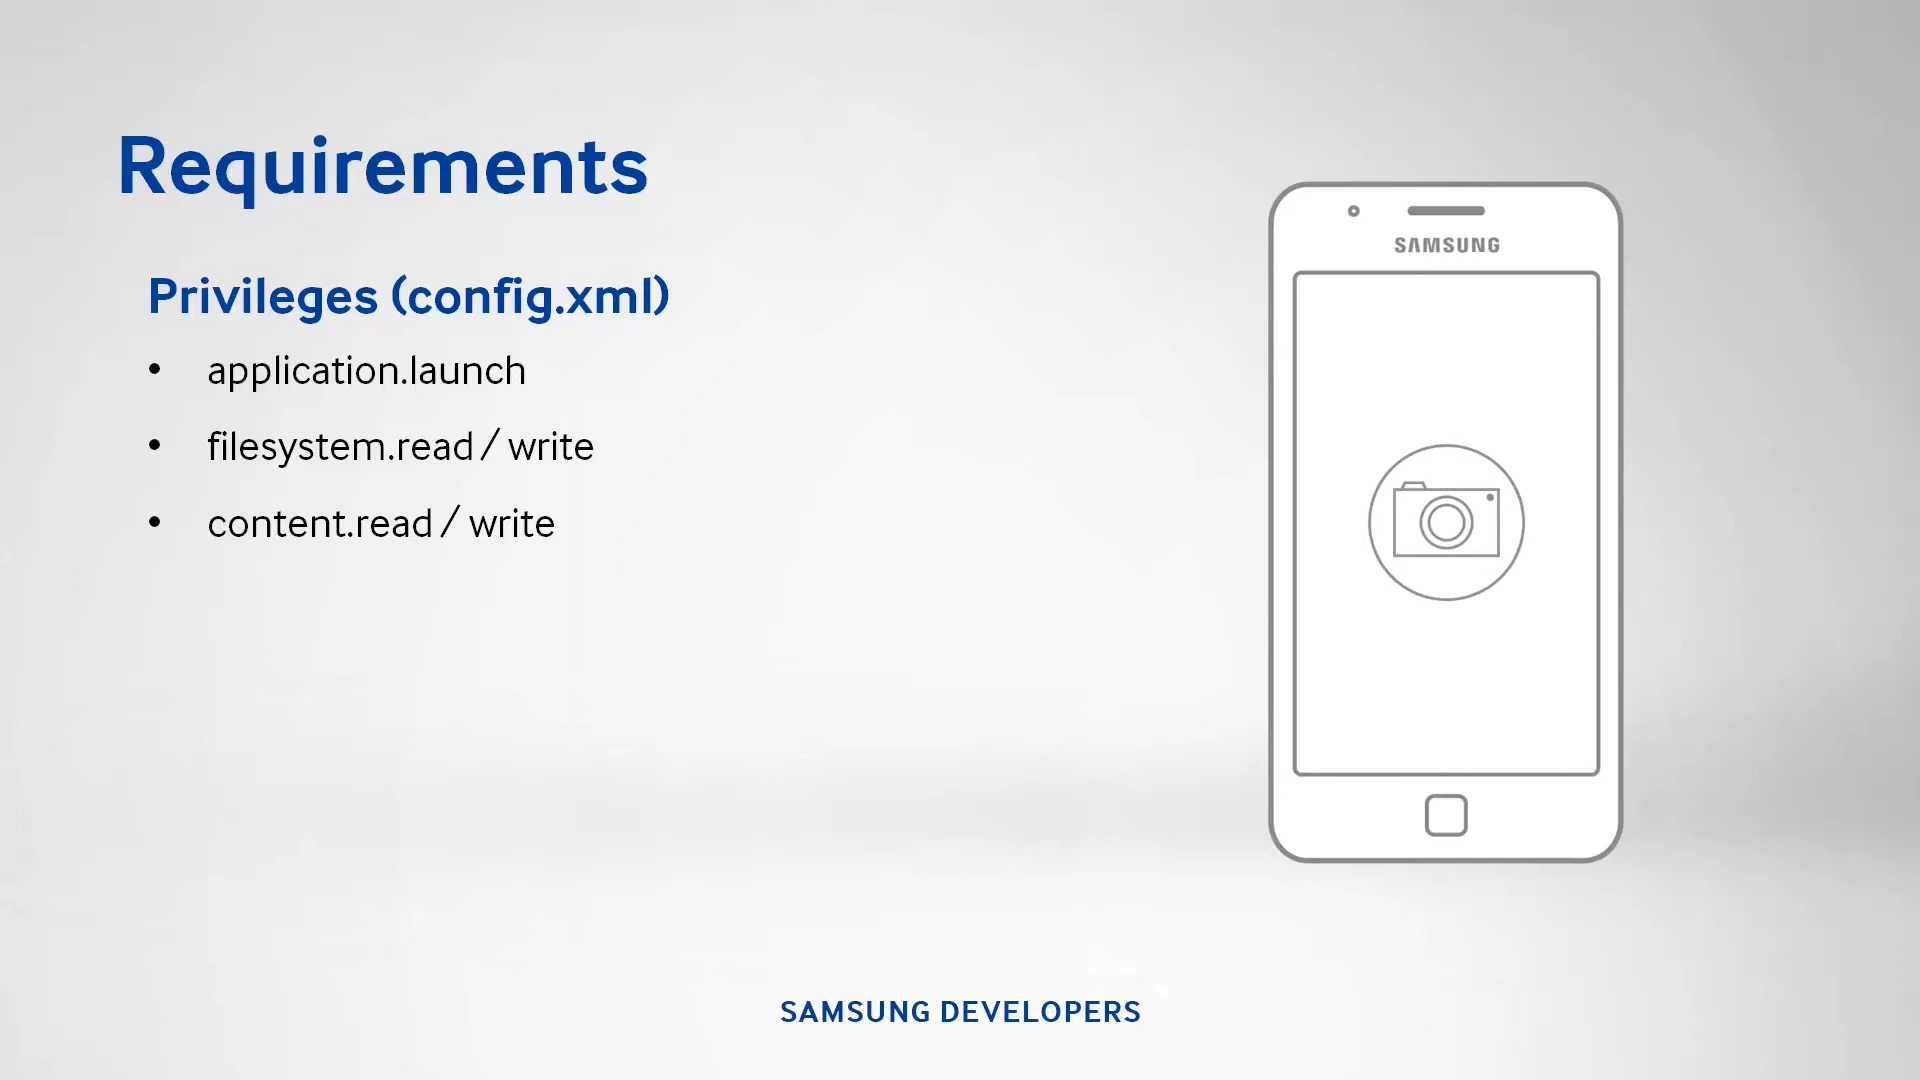 Requirements
SAMSUNG
Privileges (config.xml)
• application.launch
• filesystem.read / write
• content.read / write
SAMSUNG DEVELOPERS